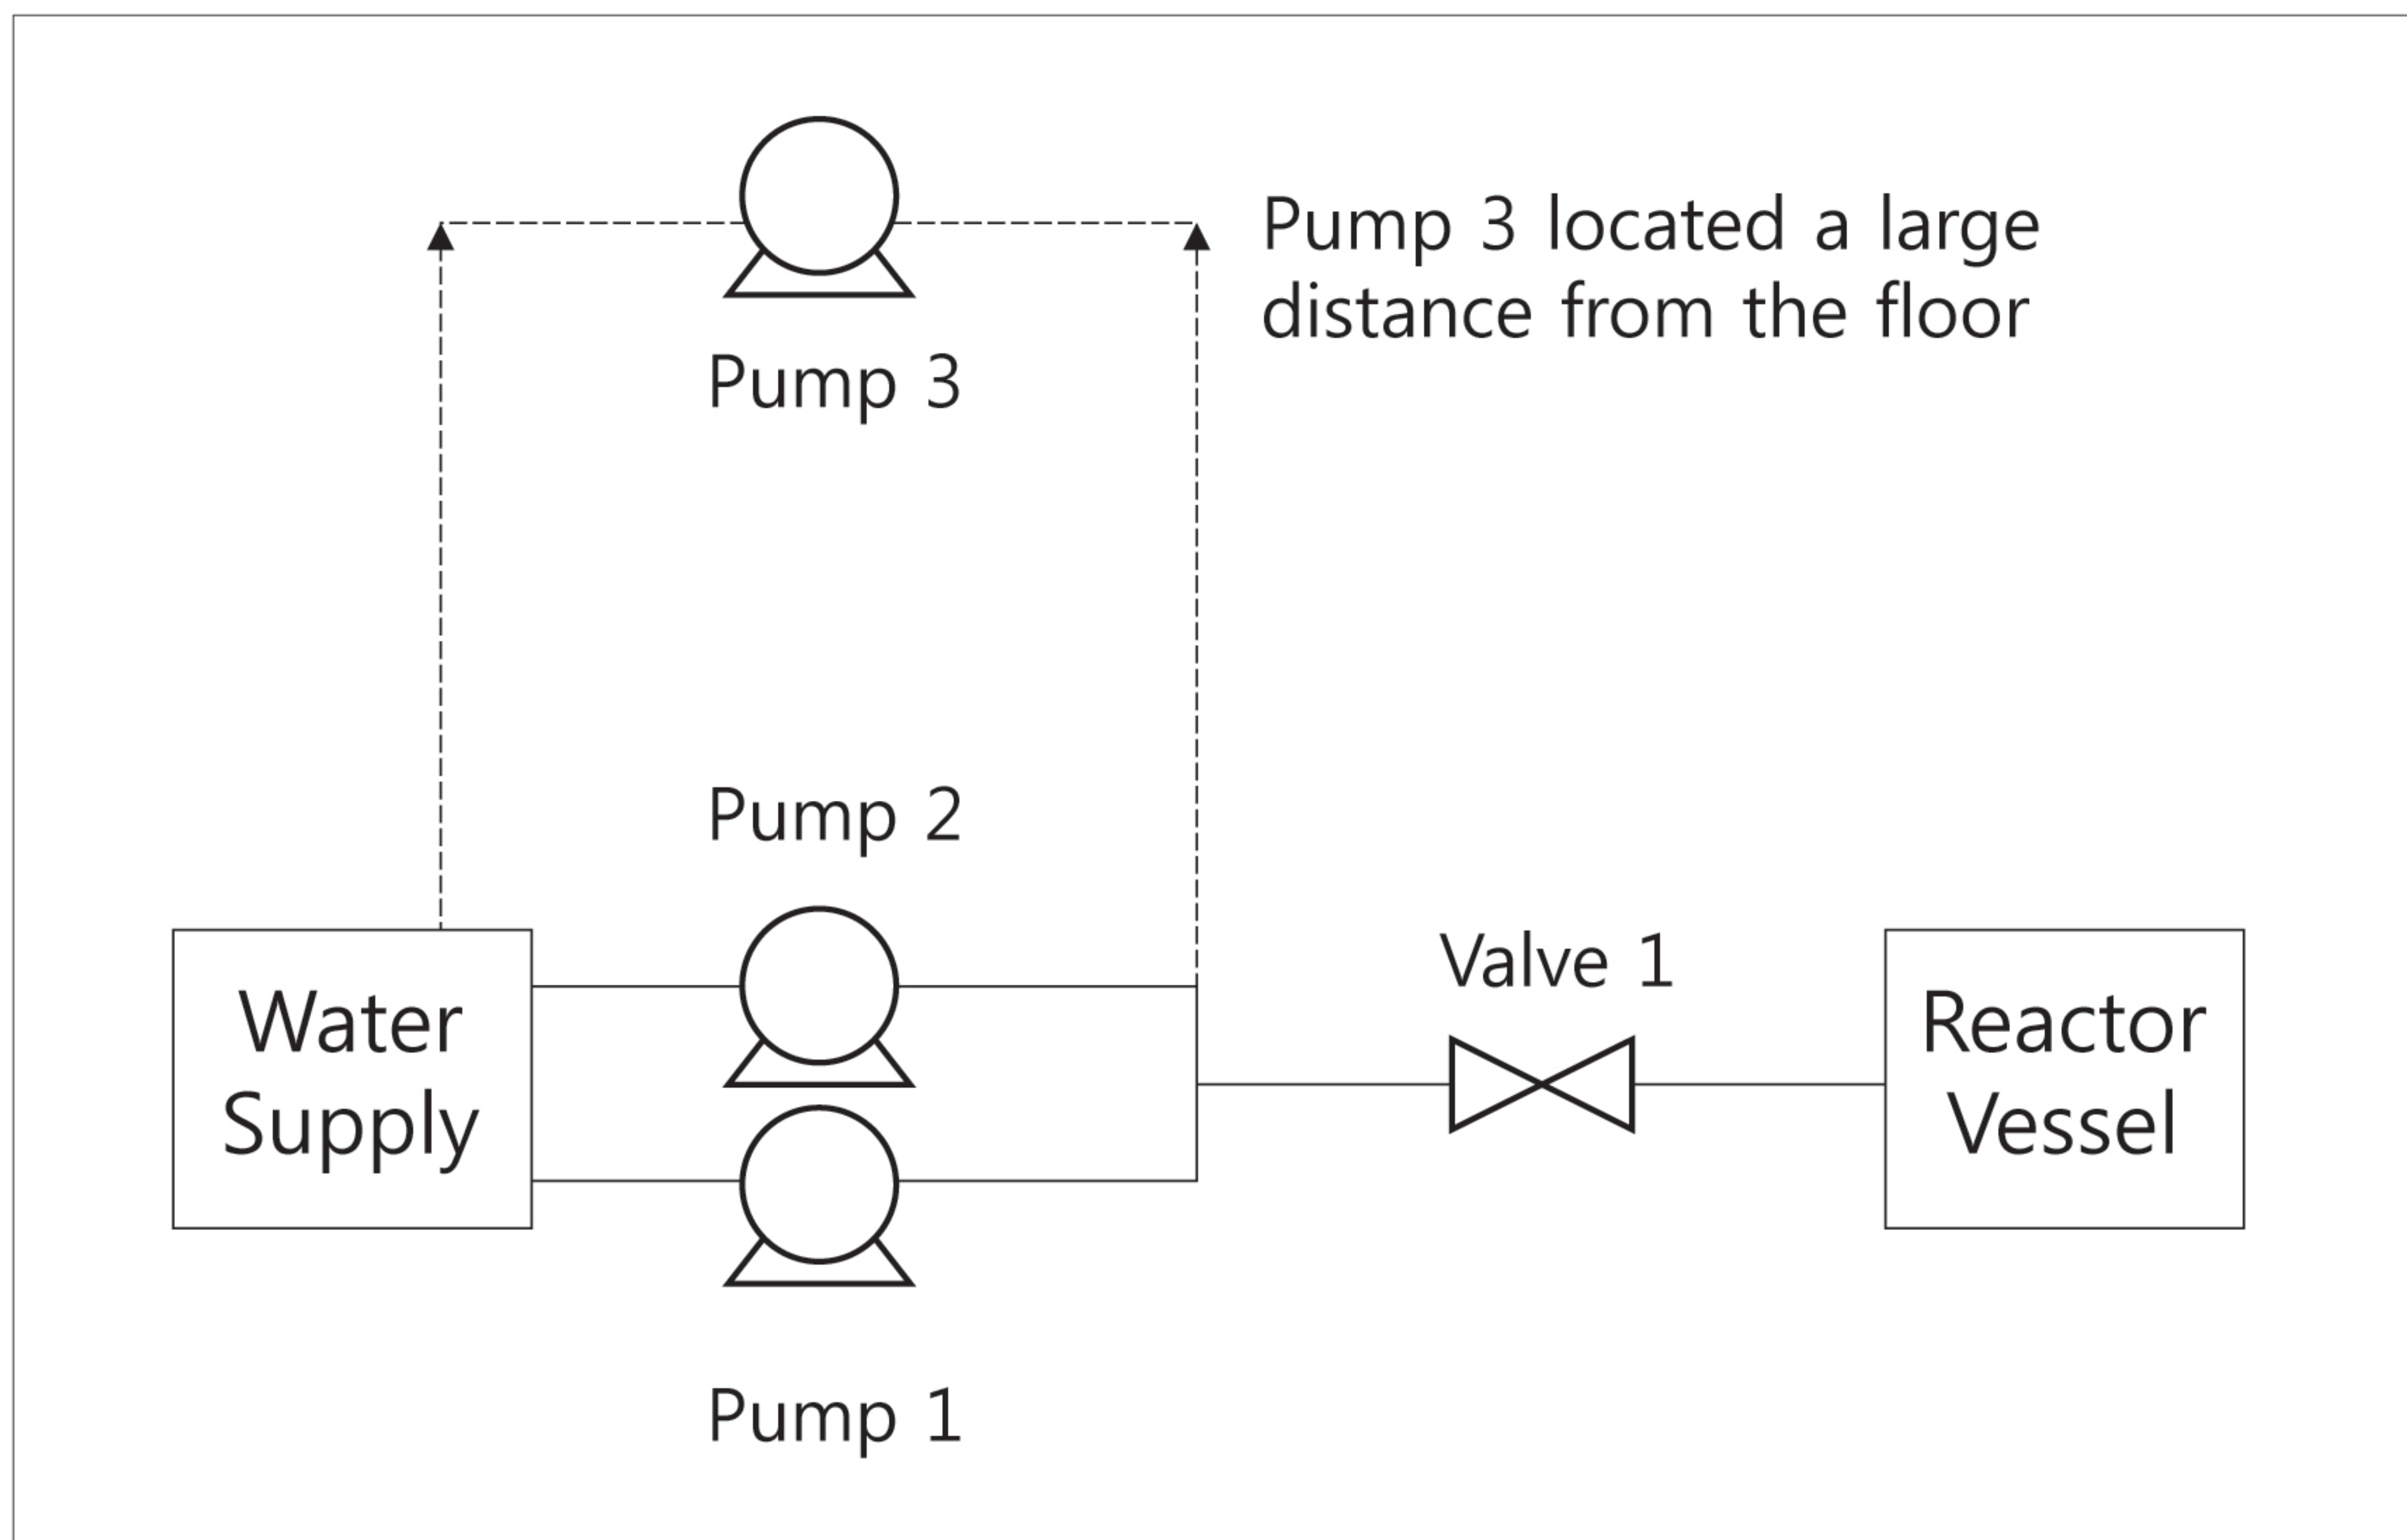 Pump 3 located a large
distance from the floor
Pump 3
Pump 2
Valve 1
Water
Supply
Reactor
Vessel
Pump 1